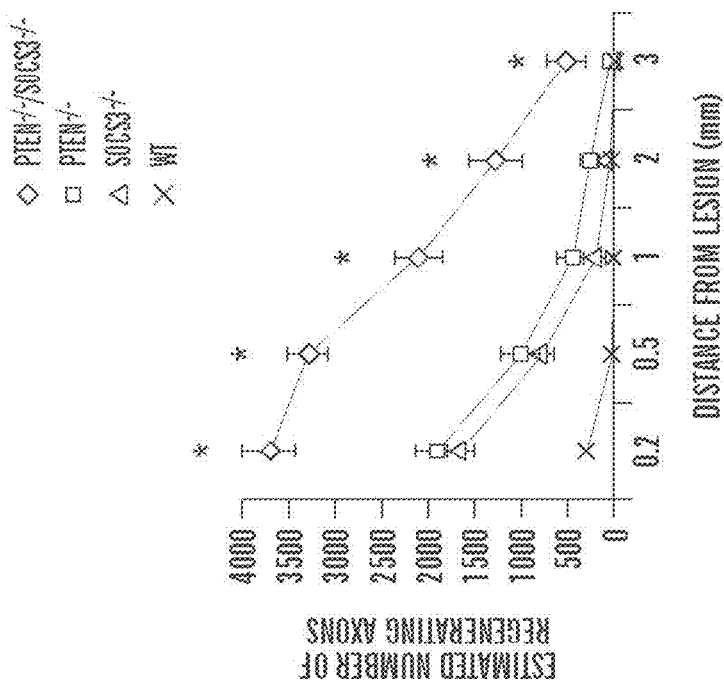 PTEN-/-/SOCS3-/-
PTEN-/-
SOCS3-/-
WT
*
*
*
*
*
ESTIMATED NUMBER OF
REGENERATING AXONS
4000
3500
3000
2500
2000
1500
1000
500
0
0.2
0.5
1
2
3
DISTANCE FROM LESION (mm)